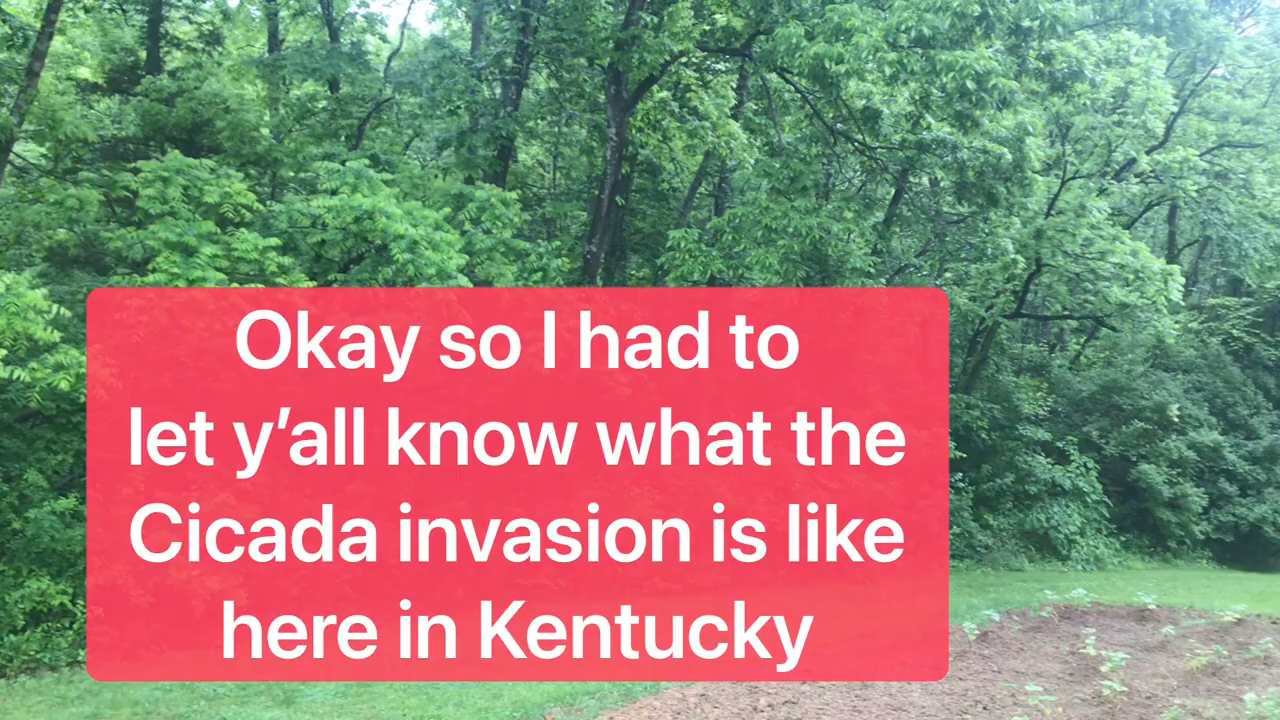 Okay so I had to
let y’all know what the
Cicada invasion is like
here in Kentucky